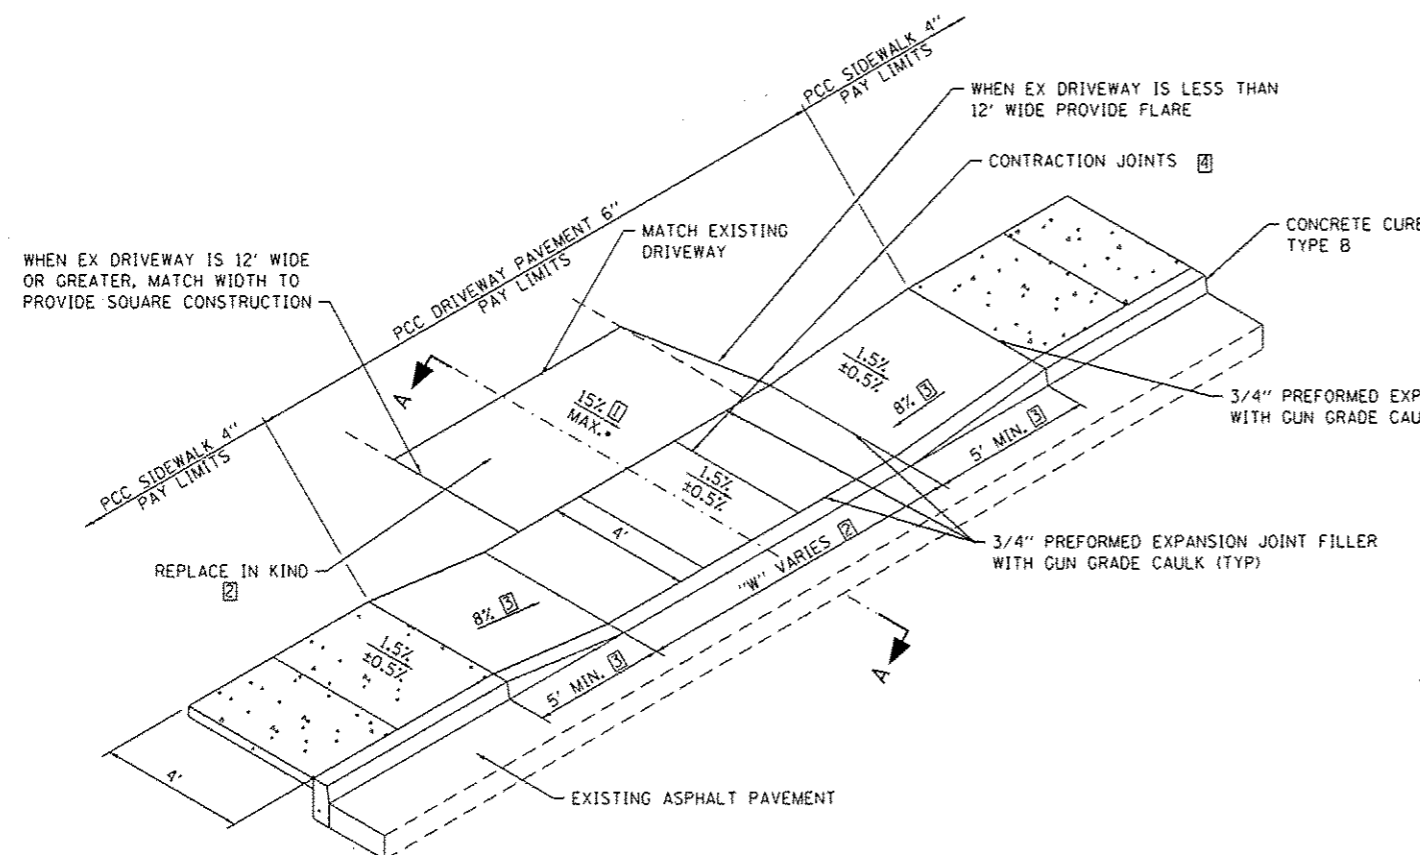 PCC SIDEWALK 4"
PAY LIMITS
WHEN EX DRIVEWAY IS LESS THAN
12' WIDE PROVIDE FLARE
CONTRACTION JOINTS 4
PCC DRIVEWAY PAVEMENT 6"
PAY LIMITS
MATCH EXISTING
DRIVEWAY
CONCRETE CURB
TYPE B
WHEN EX DRIVEWAY IS 12' WIDE
OR GREATER, MATCH WIDTH TO
PROVIDE SQUARE CONSTRUCTION
A
1.5%
±0.5%
8% 3
15% 1
MAX.*
3/4" PREFORMED EXP
WITH GUN GRADE CAU
5' MIN. 3
PCC SIDEWALK 4"
PAY LIMITS
1.5%
±0.5%
4'
"W" VARIES 2
3/4" PREFORMED EXPANSION JOINT FILLER
WITH GUN GRADE CAULK (TYP)
REPLACE IN KIND
2
8% 3
1.5%
±0.5%
5' MIN. 3
A
4'
EXISTING ASPHALT PAVEMENT